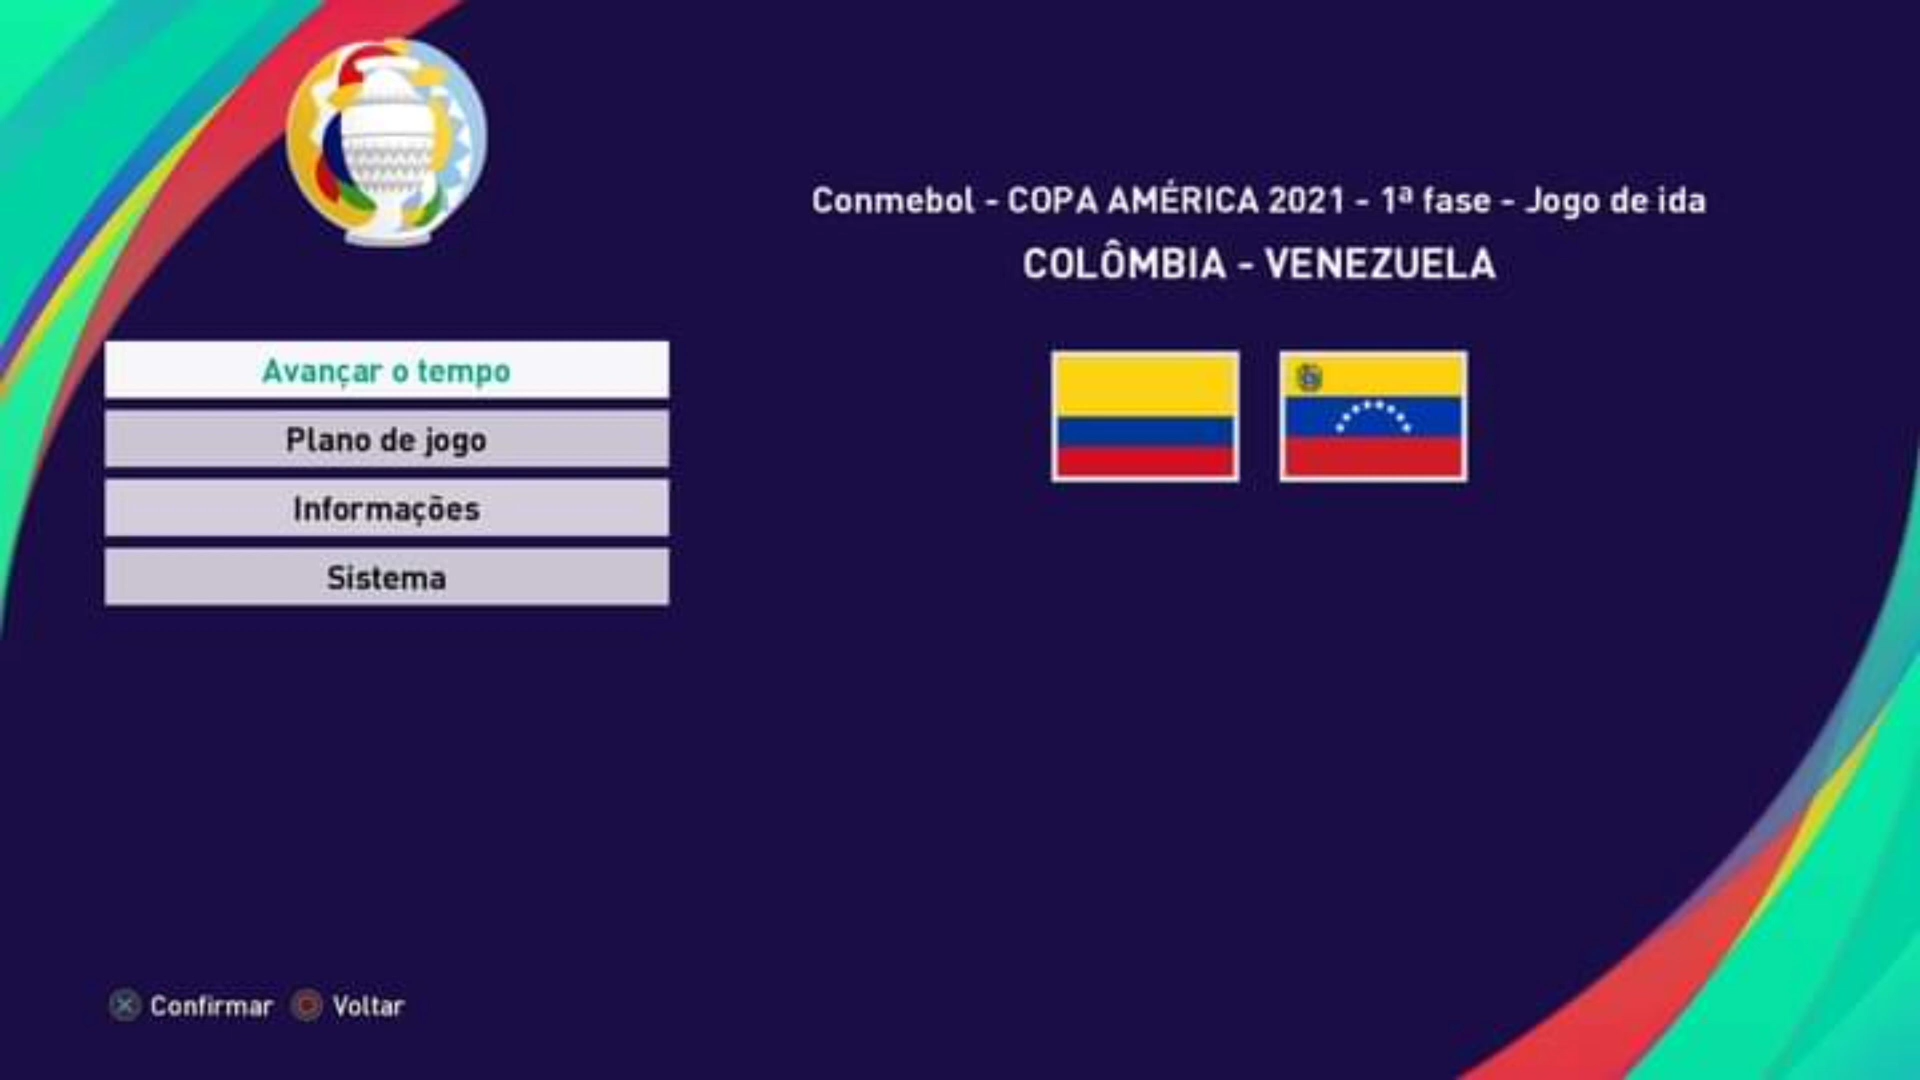 Conmebol - COPA AMÉRICA 2021 - 1ª fase - Jogo de ida
COLÔMBIA - VENEZUELA
Avançar o tempo
Plano de jogo
Informações
Sistema
Confirmar
Voltar